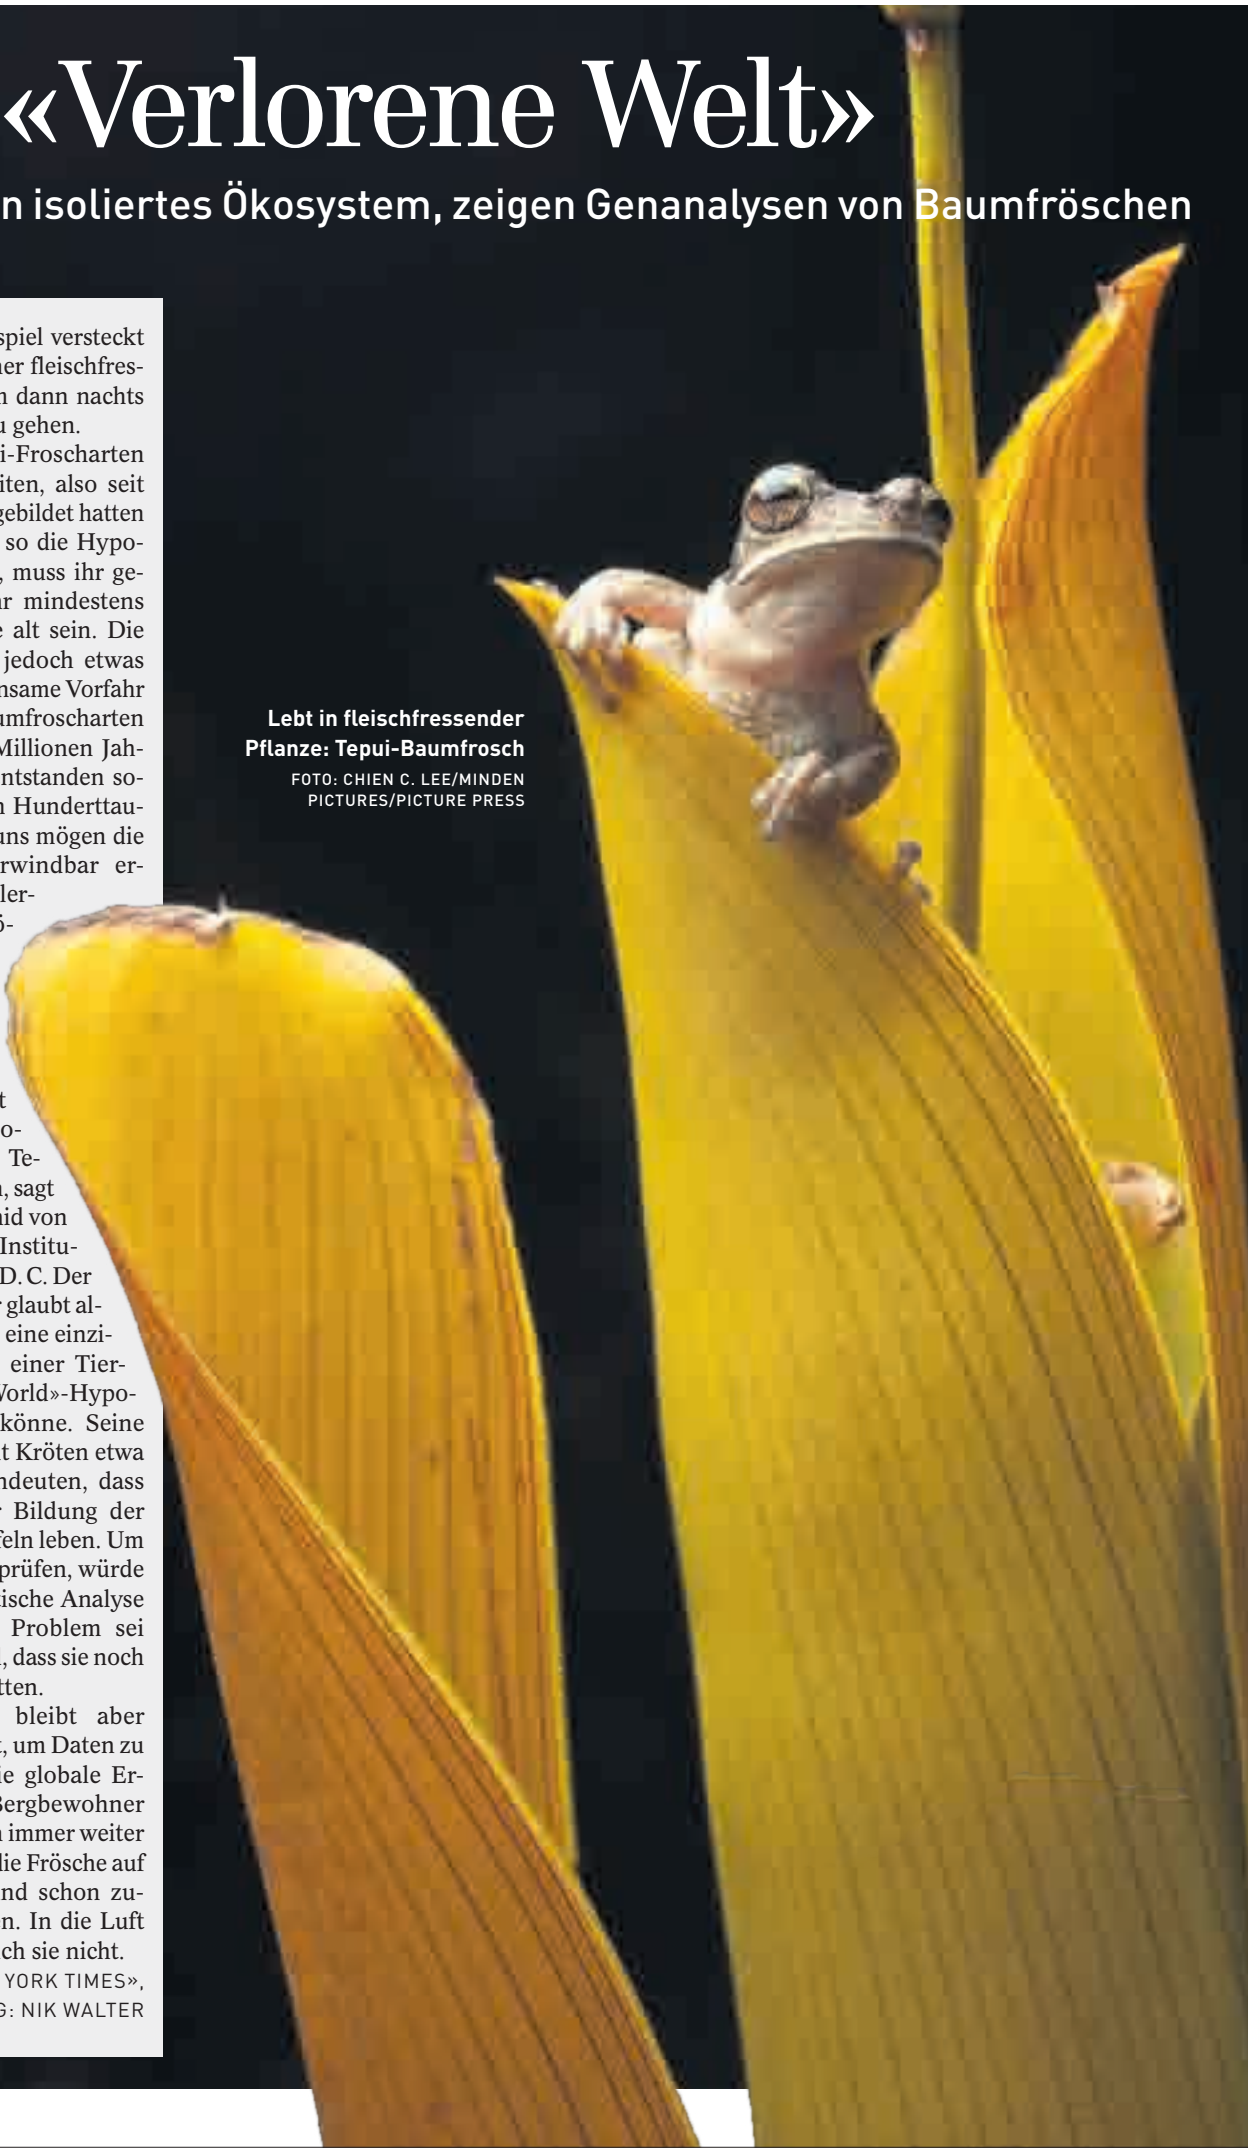 «Verlorene Welt»
n isoliertes Ökosystem, zeigen Genanalysen von Baumfröschen
spiel versteckt
ner fleischfres-
n dann nachts
u gehen.
i-Froscharten
iten, also seit
gebildet hatten
so die Hypo-
, muss ihr ge-
hr mindestens
e alt sein. Die
jedoch etwas
nsame Vorfahr
umfroscharten
Millionen Jah-
ntstanden so-
n Hunderttau-
uns mögen die
rwindbar er-
ler-
ö-
t
o-
Te-
n, sagt
nid von
Institu-
D. C. Der
r glaubt al-
eine einzi-
einer Tier-
World»-Hypo-
könne. Seine
t Kröten etwa
ndeuten, dass
r Bildung der
feln leben. Um
prüfen, würde
tische Analyse
Problem sei
l, dass sie noch
tten.
bleibt aber
t, um Daten zu
ie globale Er-
Bergbewohner
n immer weiter
die Frösche auf
nd schon zu-
n. In die Luft
ch sie nicht.
YORK TIMES»,
G: NIK WALTER
Lebt in fleischfressender
Pflanze: Tepui-Baumfrosch
FOTO: CHIEN C. LEE/MINDEN
PICTURES/PICTURE PRESS